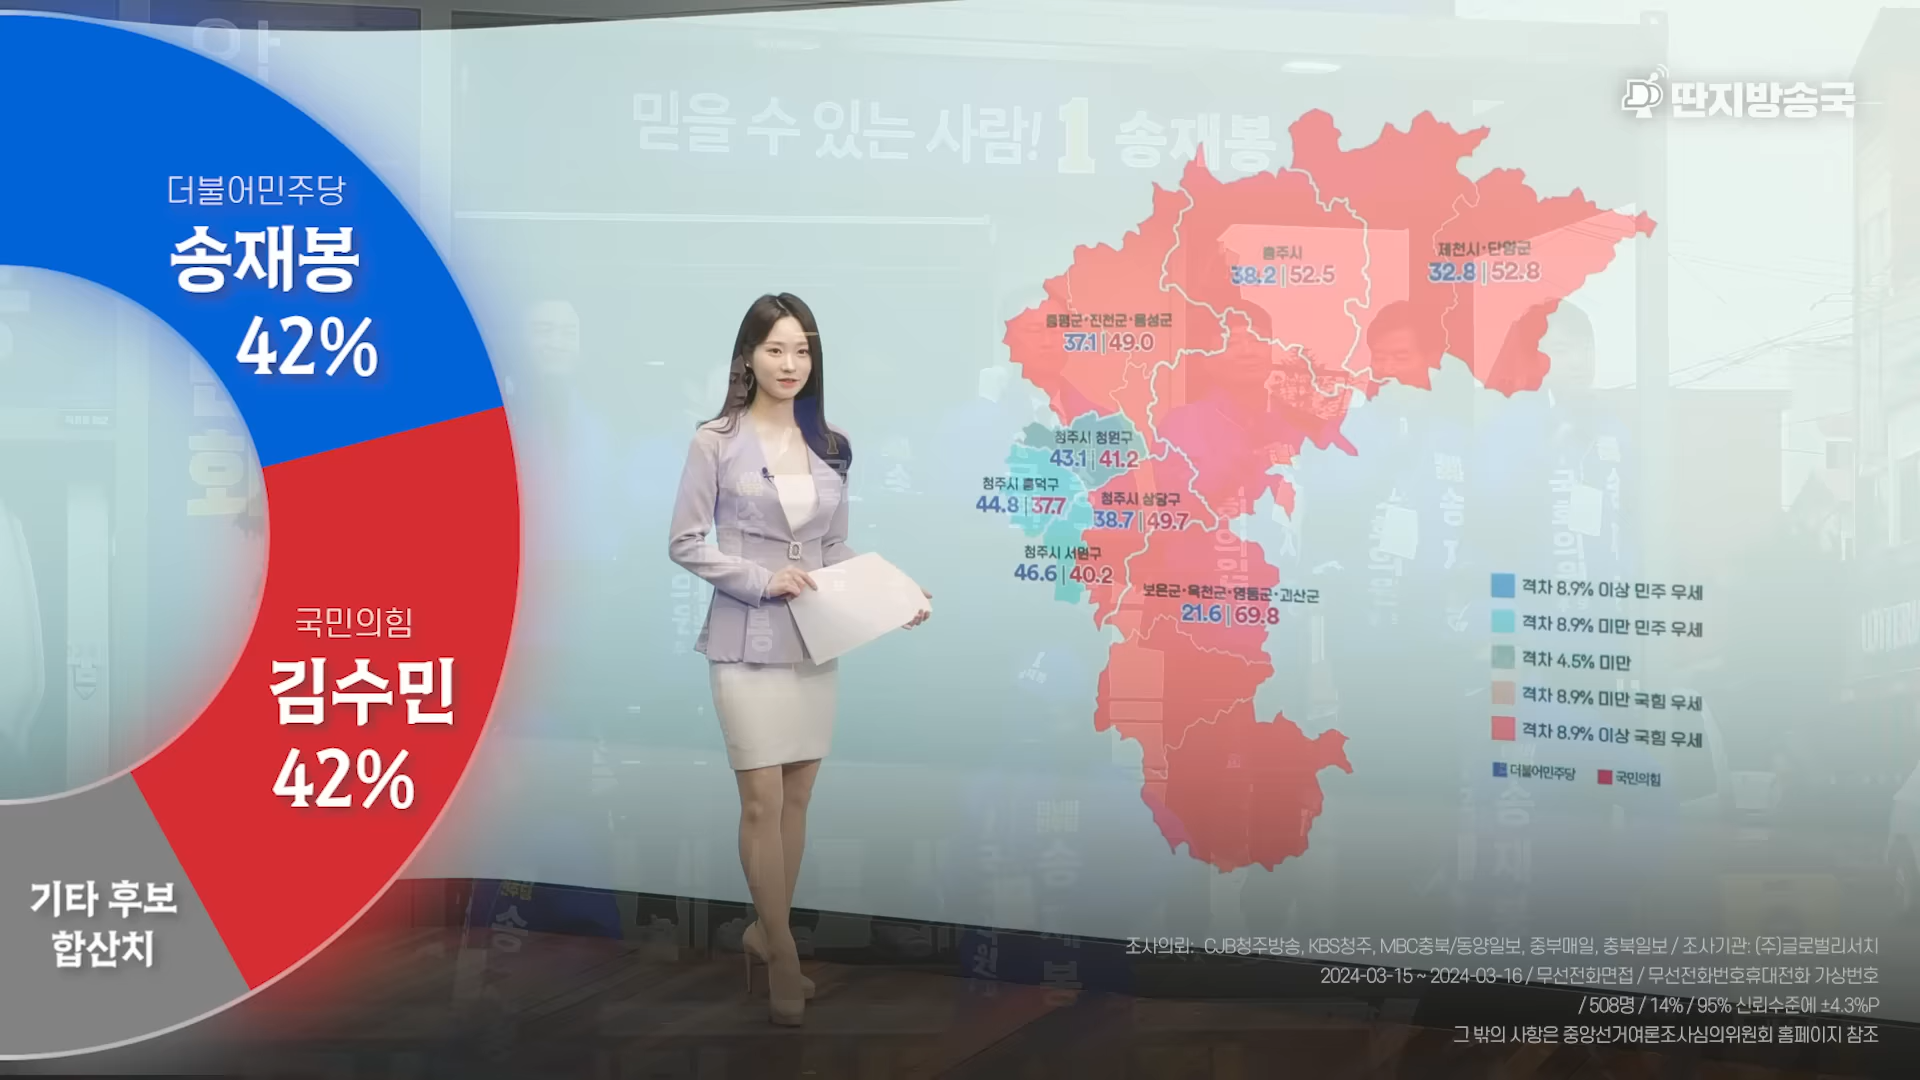 딴지방송국
믿을 수 있는 사람! 1 송재봉
더불어민주당
송재봉
42%
국민의힘
김수민
42%
기타 후보
합산치
충주시
38.2|52.5
제천시·단양군
32.8|52.8
증평군·진천군·음성군
37.1|49.0
청주시 청원구
43.1|41.2
청주시 흥덕구
44.8|37.7
청주시 상당구
38.7|49.7
청주시 서원구
46.6|40.2
보은군·옥천군·영동군·괴산군
21.6|69.8
격차 8.9% 이상 민주 우세
격차 8.9% 미만 민주 우세
격차 4.5% 미만
격차 8.9% 미만 국힘 우세
격차 8.9% 이상 국힘 우세
더불어민주당 국민의힘
조사의뢰: CJB청주방송, KBS청주, MBC충북/동양일보, 중부매일, 충북일보 / 조사기관: (주)글로벌리서치
2024-03-15 ~ 2024-03-16 / 무선전화면접 / 무선전화번호휴대전화 가상번호
/ 508명 / 14% / 95% 신뢰수준에 ±4.3%P
그 밖의 사항은 중앙선거여론조사심의위원회 홈페이지 참조